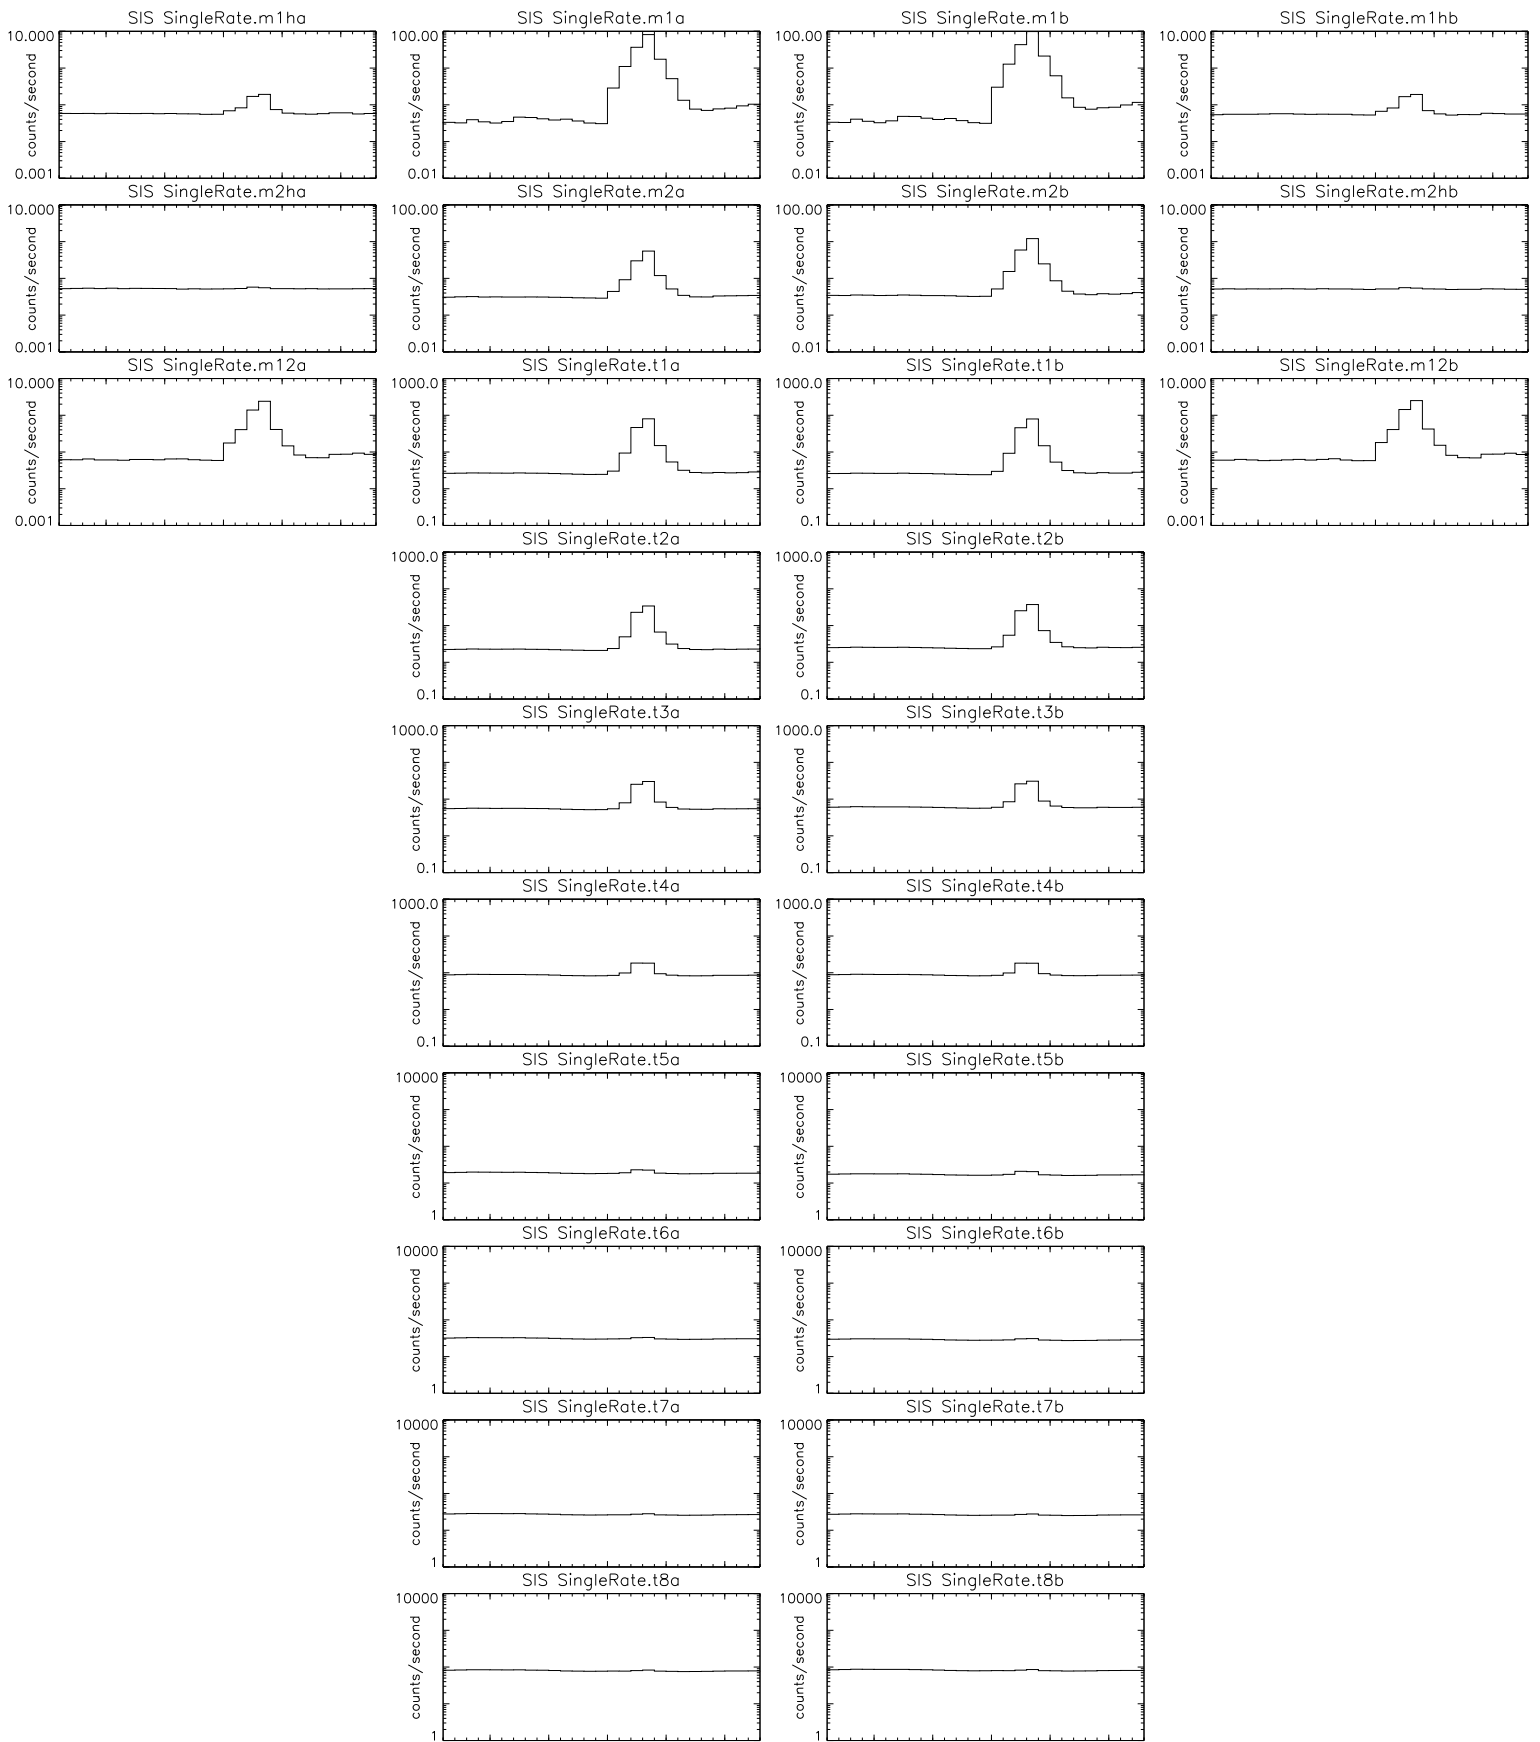 SIS SingleRate.m1ha
10.000
counts/second
0.001
SIS SingleRate.m1a
100.00
counts/second
0.01
SIS SingleRate.m1b
100.00
counts/second
0.01
SIS SingleRate.m1hb
10.000
counts/second
0.001
SIS SingleRate.m2ha
10.000
counts/second
0.001
SIS SingleRate.m2a
100.00
counts/second
0.01
SIS SingleRate.m2b
100.00
counts/second
0.01
SIS SingleRate.m2hb
10.000
counts/second
0.001
SIS SingleRate.m12a
10.000
counts/second
0.001
SIS SingleRate.t1a
1000.0
counts/second
0.1
SIS SingleRate.t1b
1000.0
counts/second
0.1
SIS SingleRate.m12b
10.000
counts/second
0.001
SIS SingleRate.t2a
1000.0
counts/second
0.1
SIS SingleRate.t2b
1000.0
counts/second
0.1
SIS SingleRate.t3a
1000.0
counts/second
0.1
SIS SingleRate.t3b
1000.0
counts/second
0.1
SIS SingleRate.t4a
1000.0
counts/second
0.1
SIS SingleRate.t4b
1000.0
counts/second
0.1
SIS SingleRate.t5a
10000
counts/second
1
SIS SingleRate.t5b
10000
counts/second
1
SIS SingleRate.t6a
10000
counts/second
1
SIS SingleRate.t6b
10000
counts/second
1
SIS SingleRate.t7a
10000
counts/second
1
SIS SingleRate.t7b
10000
counts/second
1
SIS SingleRate.t8a
10000
counts/second
1
SIS SingleRate.t8b
10000
counts/second
1